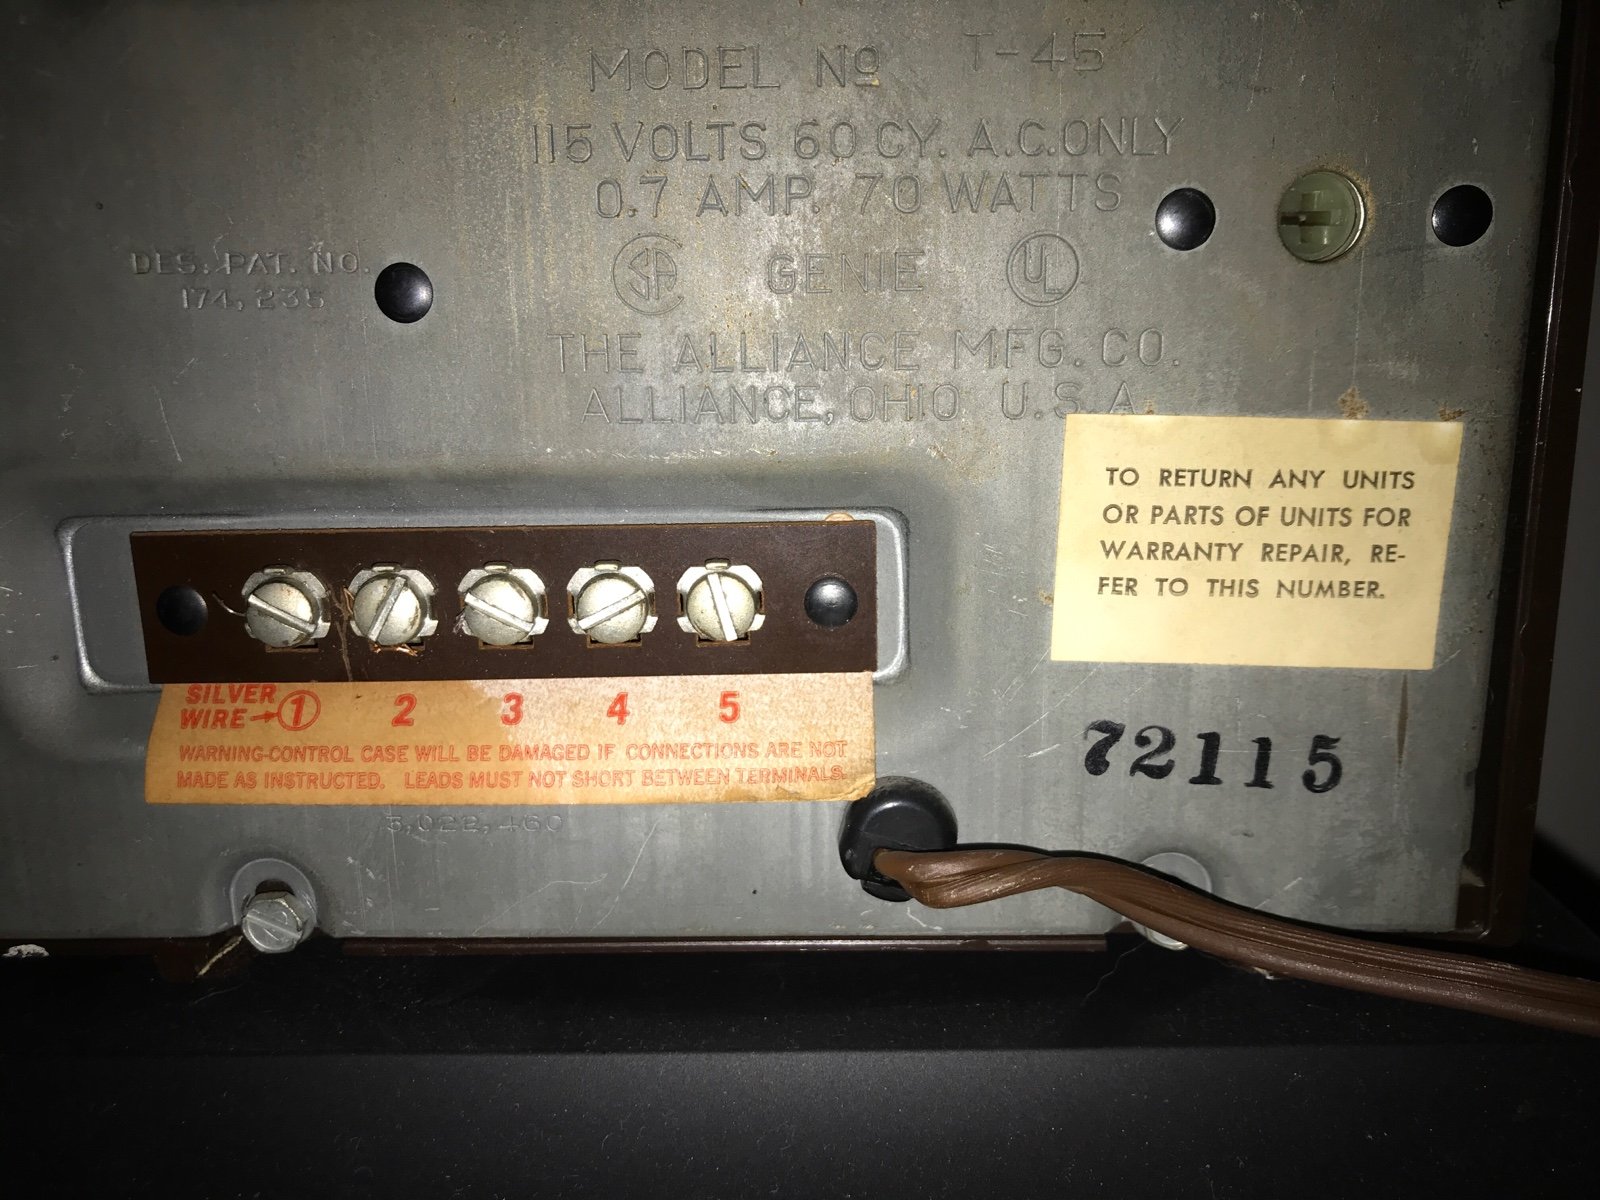 MODEL Nº T-45
115 VOLTS 60 CY. A.C. ONLY
0.7 AMP. 70 WATTS
SA GENIE UL
THE ALLIANCE MFG. CO.
ALLIANCE, OHIO U.S.A.
DES. PAT. NO.
174,235
TO RETURN ANY UNITS
OR PARTS OF UNITS FOR
WARRANTY REPAIR, RE-
FER TO THIS NUMBER.
72115
SILVER
WIRE→① 2 3 4 5
WARNING-CONTROL CASE WILL BE DAMAGED IF CONNECTIONS ARE NOT
MADE AS INSTRUCTED. LEADS MUST NOT SHORT BETWEEN TERMINALS.
3,022,460